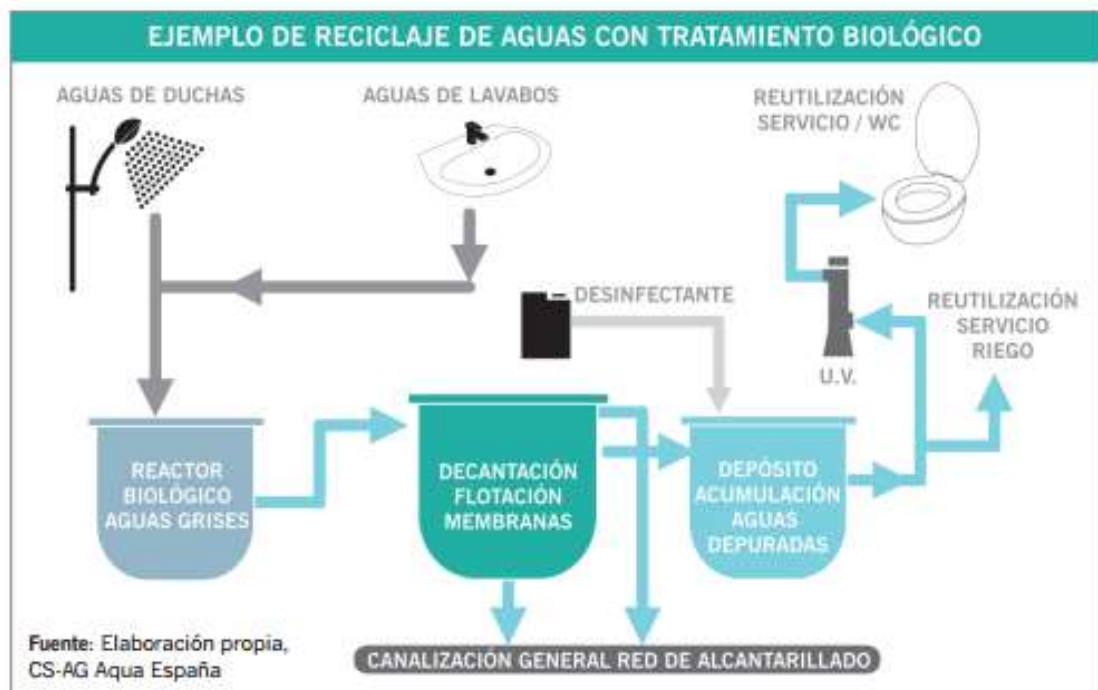 EJEMPLO DE RECICLAJE DE AGUAS CON TRATAMIENTO BIOLÓGICO
AGUAS DE DUCHAS
AGUAS DE LAVABOS
REUTILIZACIÓN
SERVICIO / WC
DESINFECTANTE
U.V.
REUTILIZACIÓN
SERVICIO
RIEGO
REACTOR
BIOLÓGICO
AGUAS GRISES
DECANTACIÓN
FLOTACIÓN
MEMBRANAS
DEPÓSITO
ACUMULACIÓN
AGUAS
DEPURADAS
Fuente: Elaboración propia,
CS-AG Aqua España
CANALIZACIÓN GENERAL RED DE ALCANTARILLADO